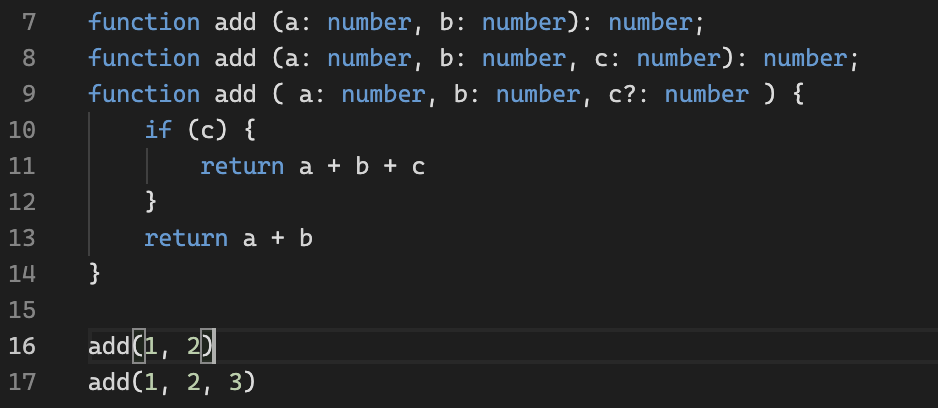 7 function add (a: number, b: number): number;
8 function add (a: number, b: number, c: number): number;
9 function add ( a: number, b: number, c?: number ) {
10 if (c) {
11 return a + b + c
12 }
13 return a + b
14 }
15
16 add(1, 2)
17 add(1, 2, 3)